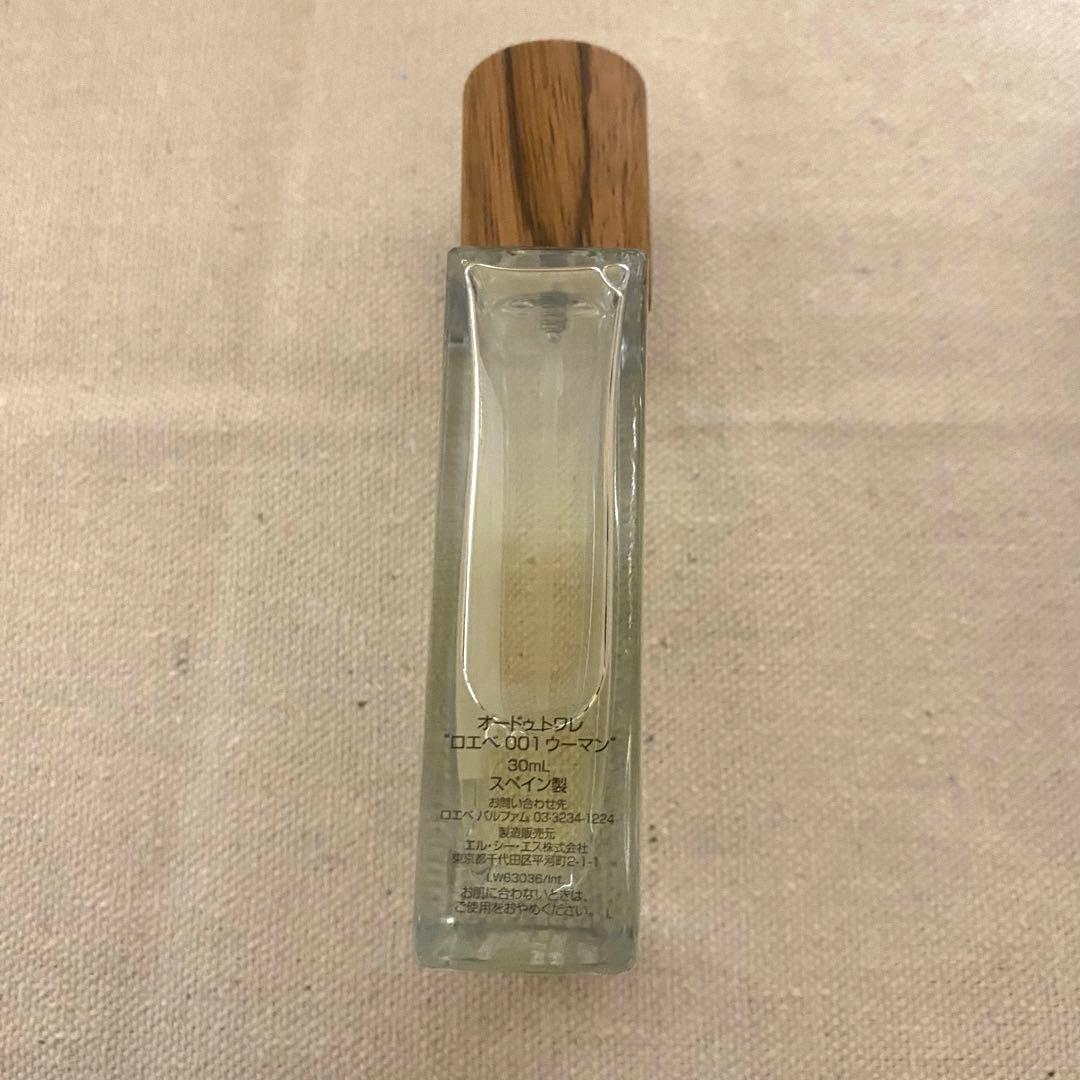 オードゥトワレ
"ロエベ 001 ウーマン"
30mL
スペイン製
お問い合わせ先
ロエベ パルファム 03-3234-1224
製造販売元
エル・シー・エス株式会社
東京都千代田区平河町2-1-1
LW63036/Int.
お肌に合わないときは、
ご使用をおやめください。 L